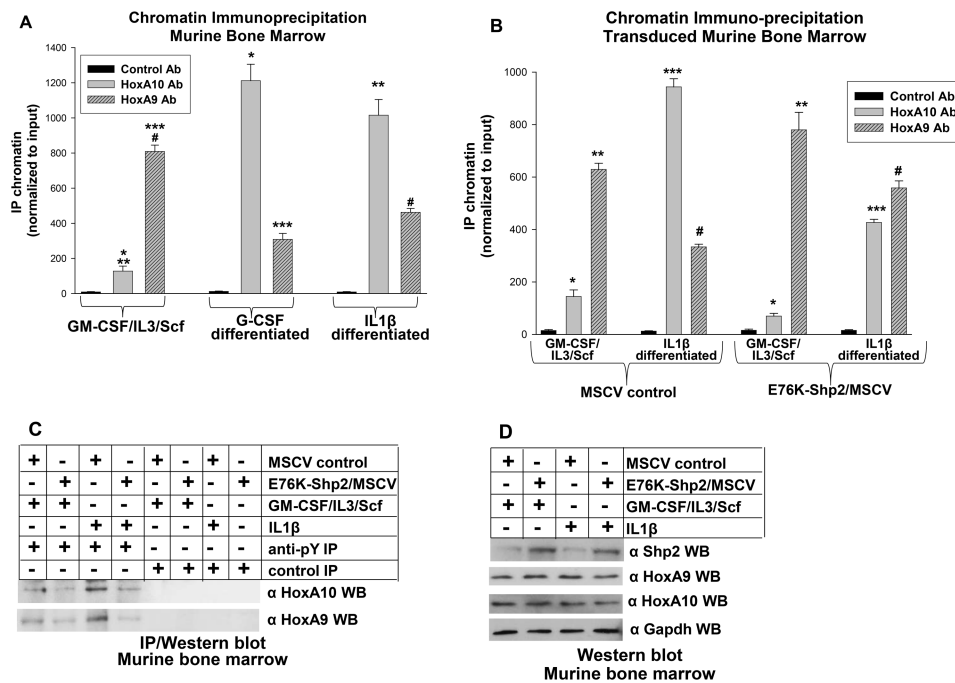 A
Chromatin Immunoprecipitation
Murine Bone Marrow
1400
1200
1000
800
600
400
200
0
IP chromatin
(normalized to input)
Control Ab
HoxA10 Ab
HoxA9 Ab
*
**
***
#
*
***
**
#
GM-CSF/IL3/Scf
G-CSF
differentiated
IL1β
differentiated
B
Chromatin Immuno-precipitation
Transduced Murine Bone Marrow
1000
800
600
400
200
0
IP chromatin
(normalized to input)
Control Ab
HoxA10 Ab
HoxA9 Ab
*
**
***
#
*
**
***
#
GM-CSF/
IL3/Scf
IL1β
differentiated
GM-CSF/
IL3/Scf
IL1β
differentiated
MSCV control
E76K-Shp2/MSCV
C
+ - + - + - + - MSCV control
- + - + - + - + E76K-Shp2/MSCV
+ + - - + + - - GM-CSF/IL3/Scf
- - + + - - + - IL1β
+ + + + - - - - anti-pY IP
- - - - + + + + control IP
α HoxA10 WB
α HoxA9 WB
IP/Western blot
Murine bone marrow
D
+ - + - MSCV control
- + - + E76K-Shp2/MSCV
+ + - - GM-CSF/IL3/Scf
- - + + IL1β
α Shp2 WB
α HoxA9 WB
α HoxA10 WB
α Gapdh WB
Western blot
Murine bone marrow